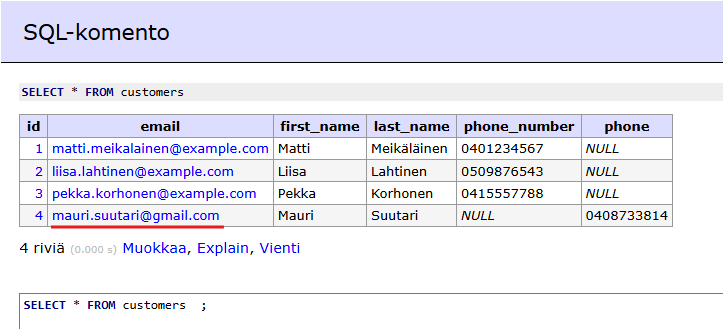 SQL-komento
SELECT * FROM customers
id email first_name last_name phone_number phone
1 matti.meikalainen@example.com Matti Meikäläinen 0401234567 NULL
2 liisa.lahtinen@example.com Liisa Lahtinen 0509876543 NULL
3 pekka.korhonen@example.com Pekka Korhonen 0415557788 NULL
4 mauri.suutari@gmail.com Mauri Suutari NULL 0408733814
4 riviä (0.000 s) Muokkaa, Explain, Vienti
SELECT * FROM customers ;